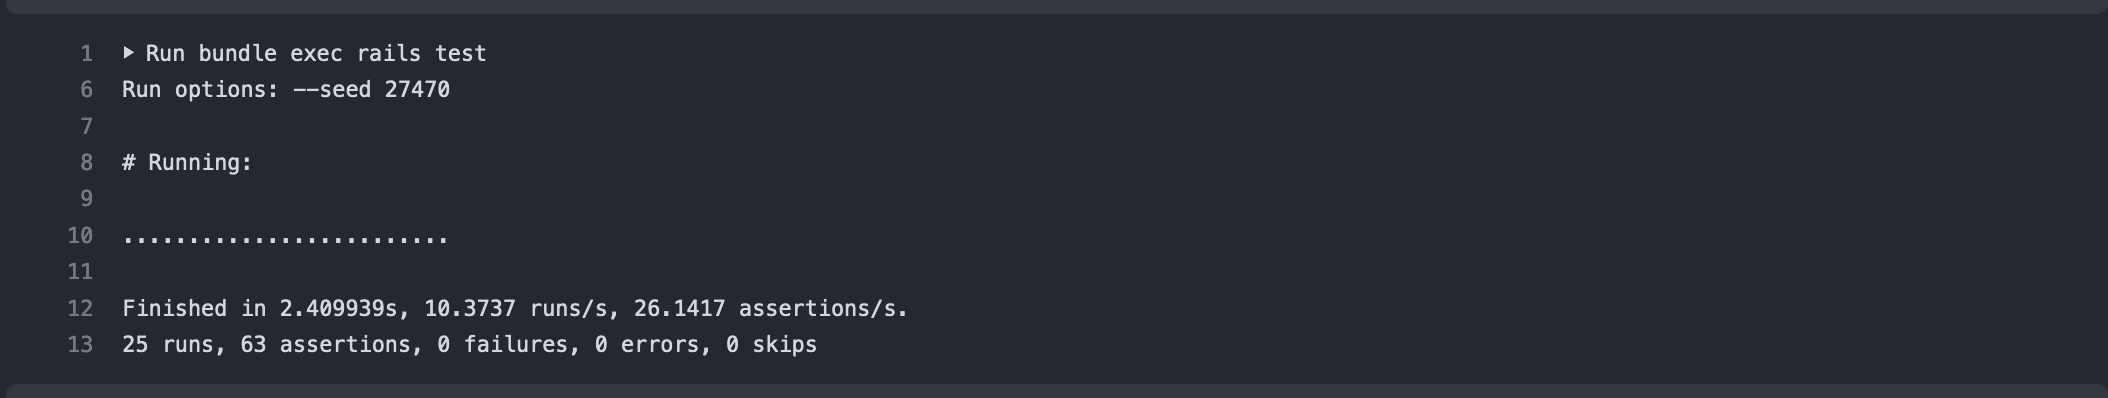 1 ▶ Run bundle exec rails test
6 Run options: --seed 27470
7
8 # Running:
9
10 .........................
11
12 Finished in 2.409939s, 10.3737 runs/s, 26.1417 assertions/s.
13 25 runs, 63 assertions, 0 failures, 0 errors, 0 skips